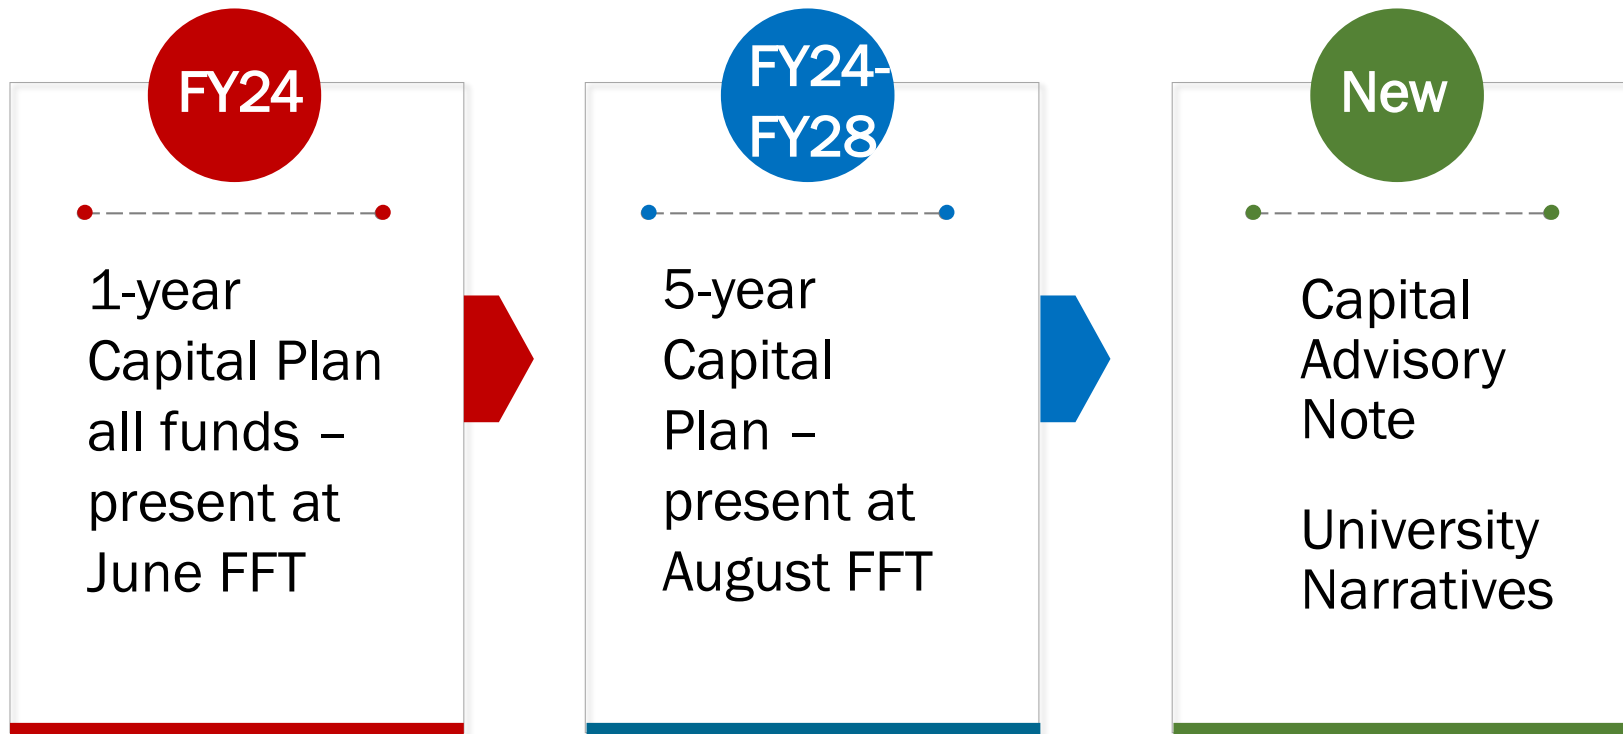 FY24
1-year
Capital Plan
all funds –
present at
June FFT
FY24-
FY28
5-year
Capital
Plan –
present at
August FFT
New
Capital
Advisory
Note
University
Narratives